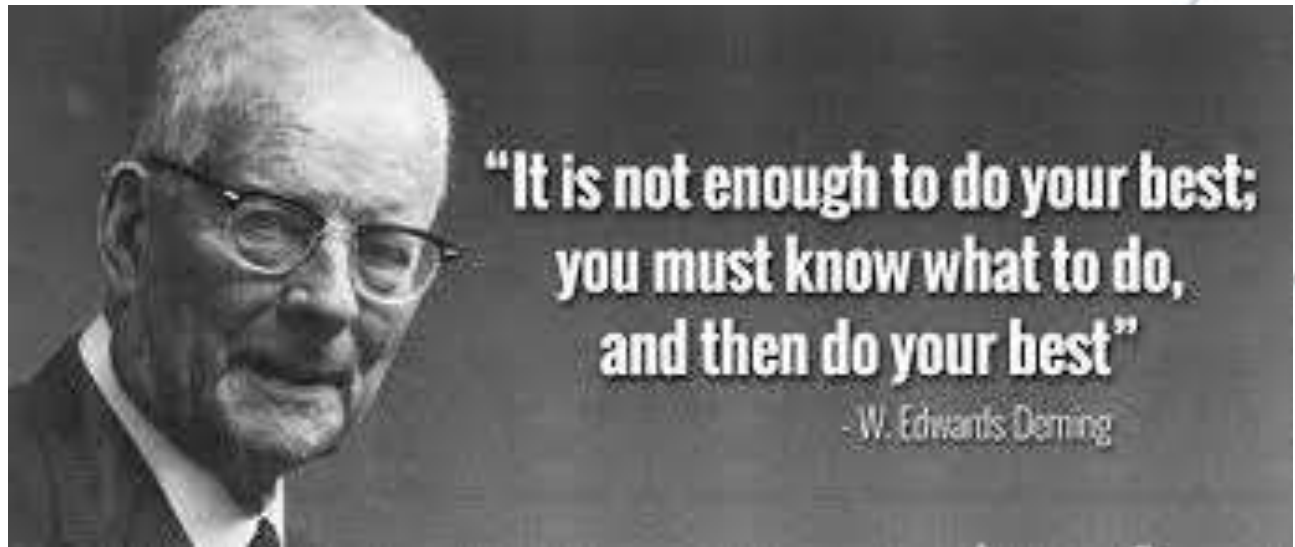 “It is not enough to do your best;
you must know what to do,
and then do your best”
- W. Edwards Deming